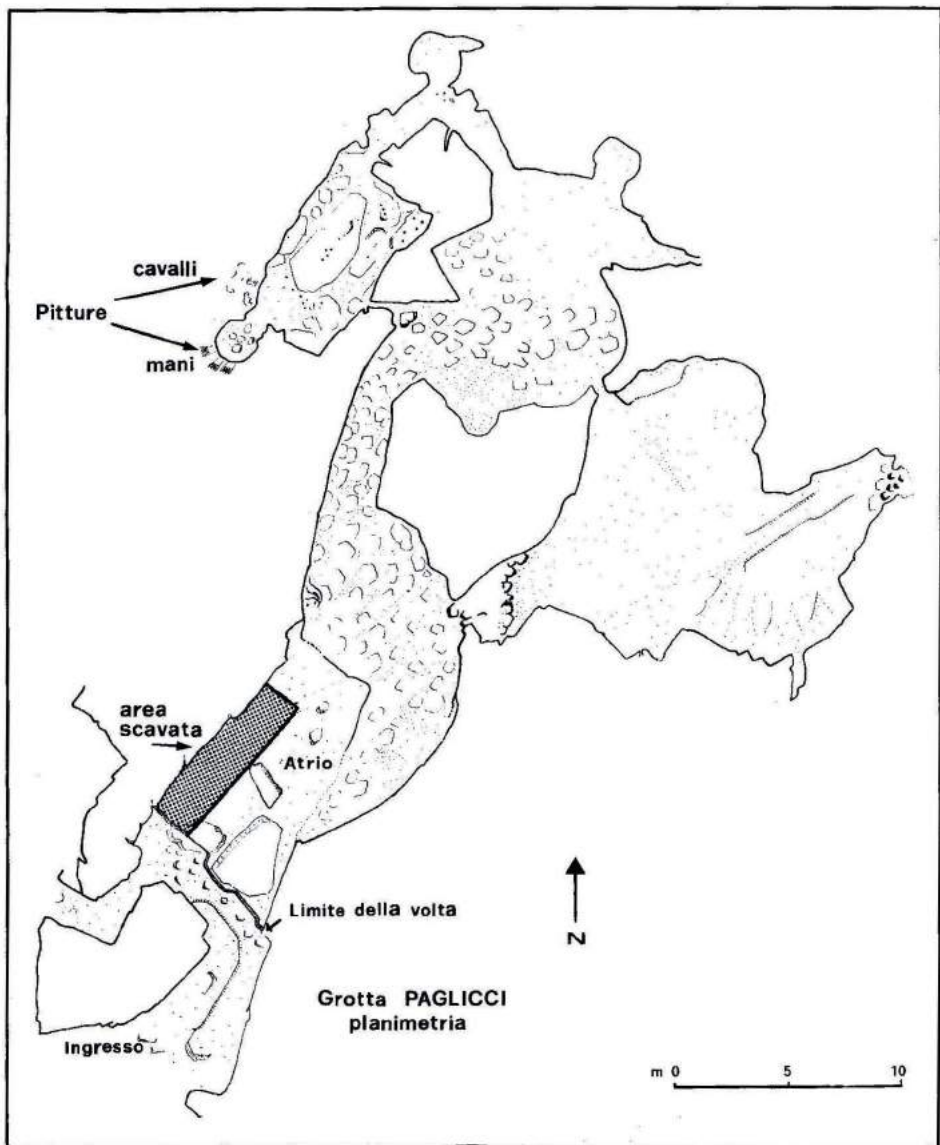 cavalli
Pitture
mani
area
scavata
Atrio
Limite della volta
N
Grotta PAGLICCI
planimetria
Ingresso
m 0 5 10